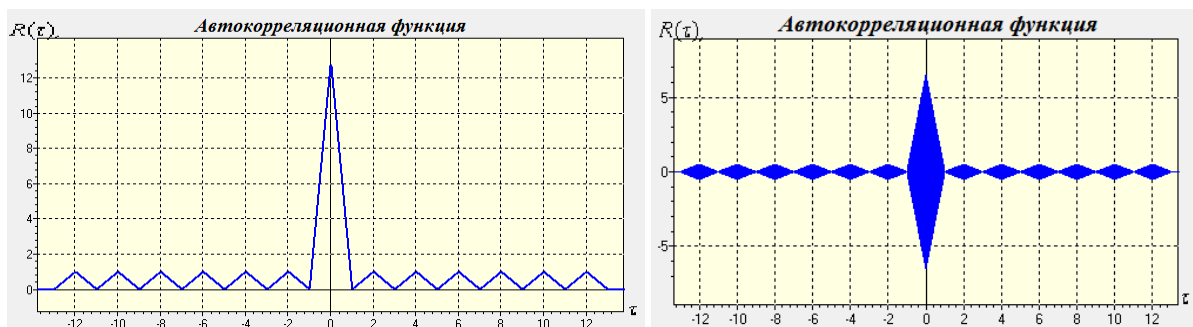 Автокорреляционная функция
R(τ),
12
10
8
6
4
2
0
-12 -10 -8 -6 -4 -2 0 2 4 6 8 10 12 τ
Автокорреляционная функция
R(τ),
5
0
-5
-12 -10 -8 -6 -4 -2 0 2 4 6 8 10 12 τ